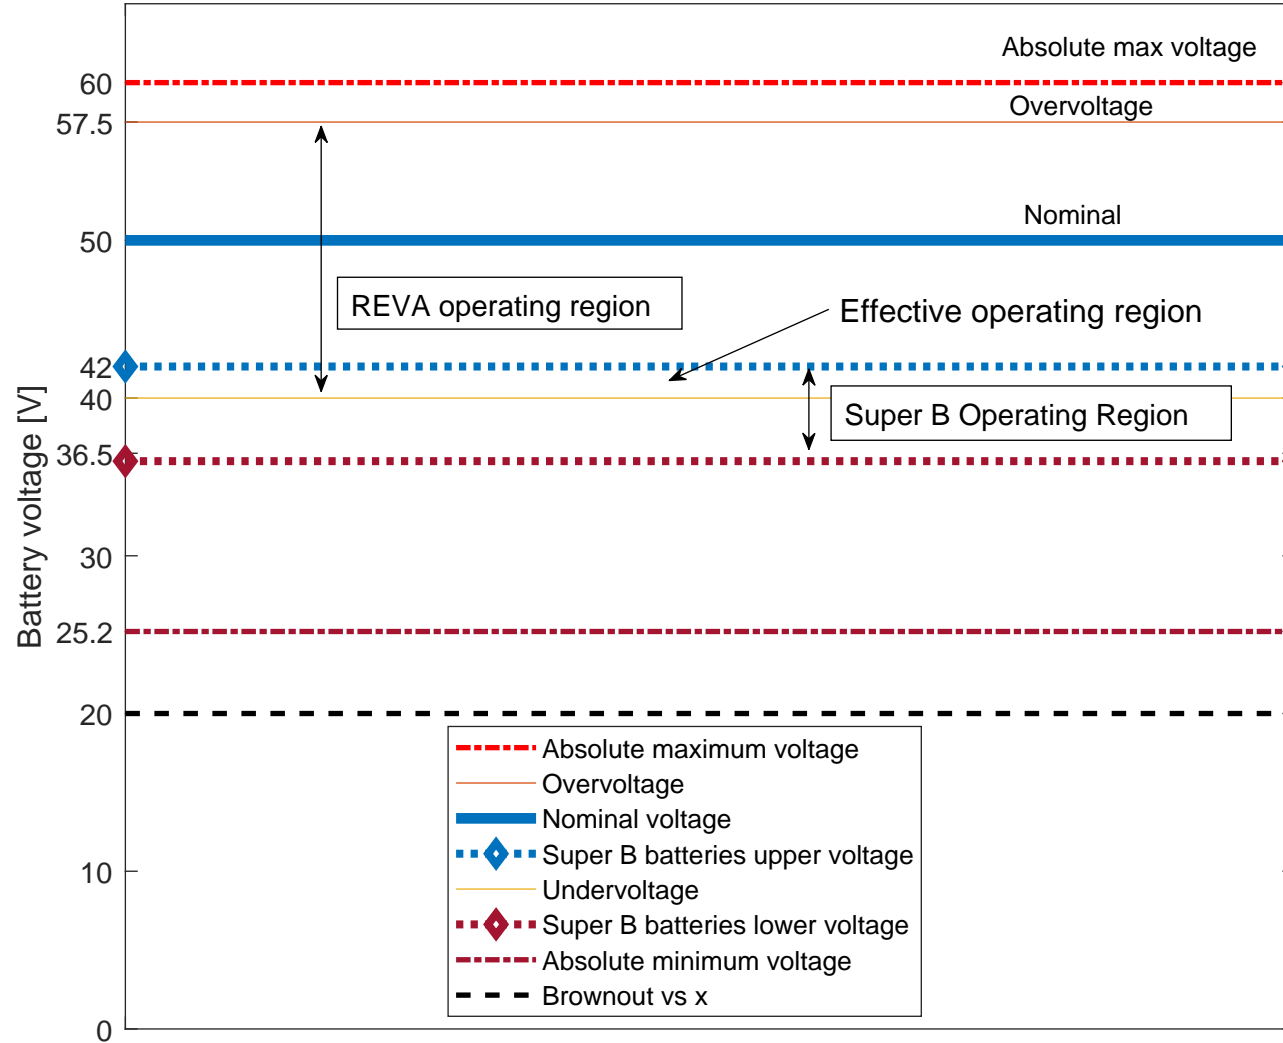 Absolute max voltage
60
Overvoltage
57.5
Nominal
50
REVA operating region
Effective operating region
42
40
Super B Operating Region
36.5
Battery voltage [V]
30
25.2
20
Absolute maximum voltage
Overvoltage
Nominal voltage
Super B batteries upper voltage
Undervoltage
Super B batteries lower voltage
Absolute minimum voltage
Brownout vs x
10
0